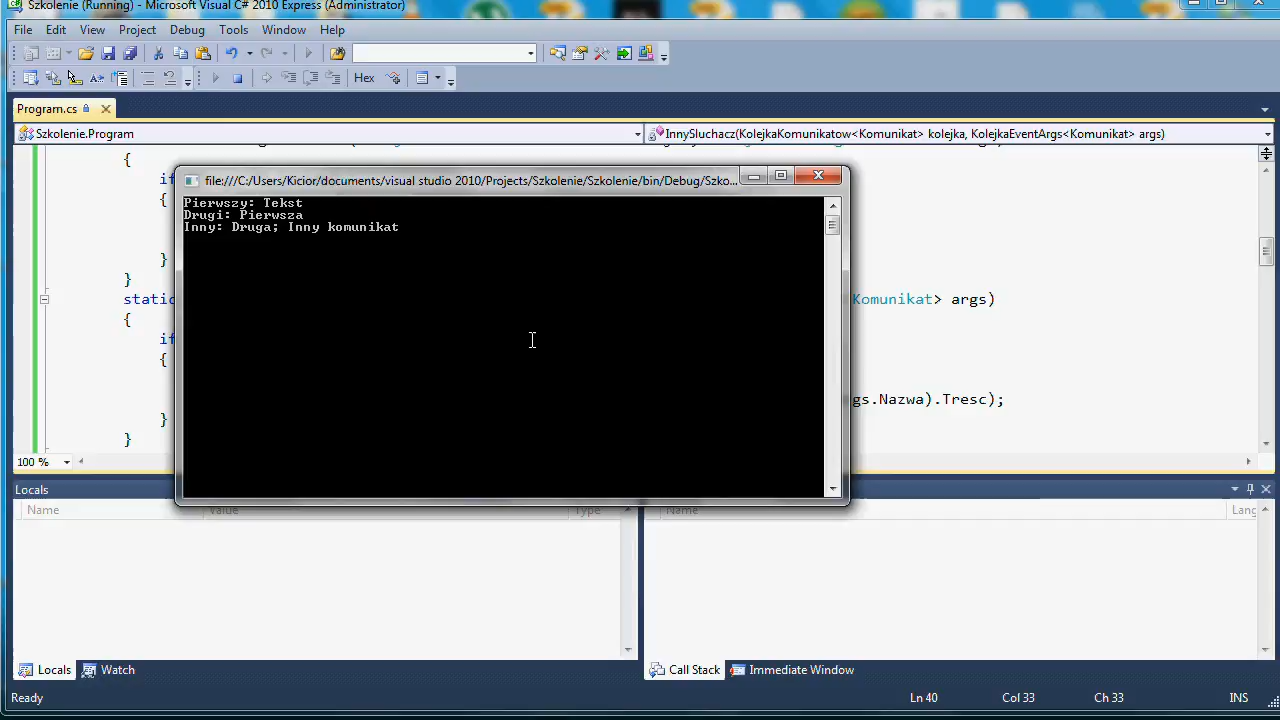 Szkolenie (Running) - Microsoft Visual C# 2010 Express (Administrator)
File Edit View Project Debug Tools Window Help
Hex
Program.cs
Szkolenie.Program
InnySluchacz(KolejkaKomunikatow<Komunikat> kolejka, KolejkaEventArgs<Komunikat> args)
{
if
{
}
}
static
Komunikat> args)
{
if
{
gs.Nazwa).Tresc);
}
}
file:///C:/Users/Kicior/documents/visual studio 2010/Projects/Szkolenie/Szkolenie/bin/Debug/Szko...
Pierwszy: Tekst
Drugi: Pierwsza
Inny: Druga; Inny komunikat
100 %
Locals
Name Value Type
Name Lang
Locals Watch
Call Stack Immediate Window
Ready Ln 40 Col 33 Ch 33 INS